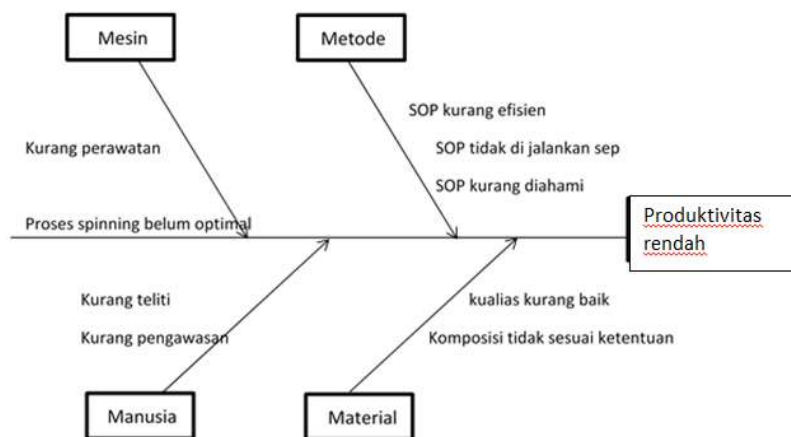 Mesin
Metode
SOP kurang efisien
Kurang perawatan
SOP tidak di jalankan sep
SOP kurang diahami
Proses spinning belum optimal
Produktivitas
rendah
Kurang teliti
kualias kurang baik
Kurang pengawasan
Komposisi tidak sesuai ketentuan
Manusia
Material